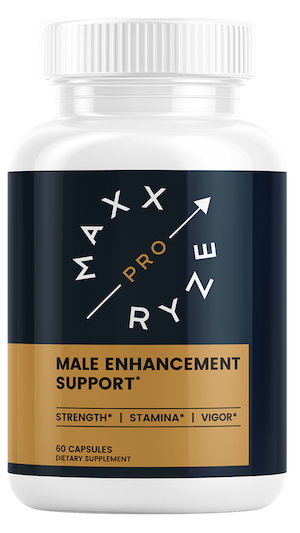 MAXX
PRO
RYZE
MALE ENHANCEMENT
SUPPORT*
STRENGTH* | STAMINA* | VIGOR*
60 CAPSULES
DIETARY SUPPLEMENT